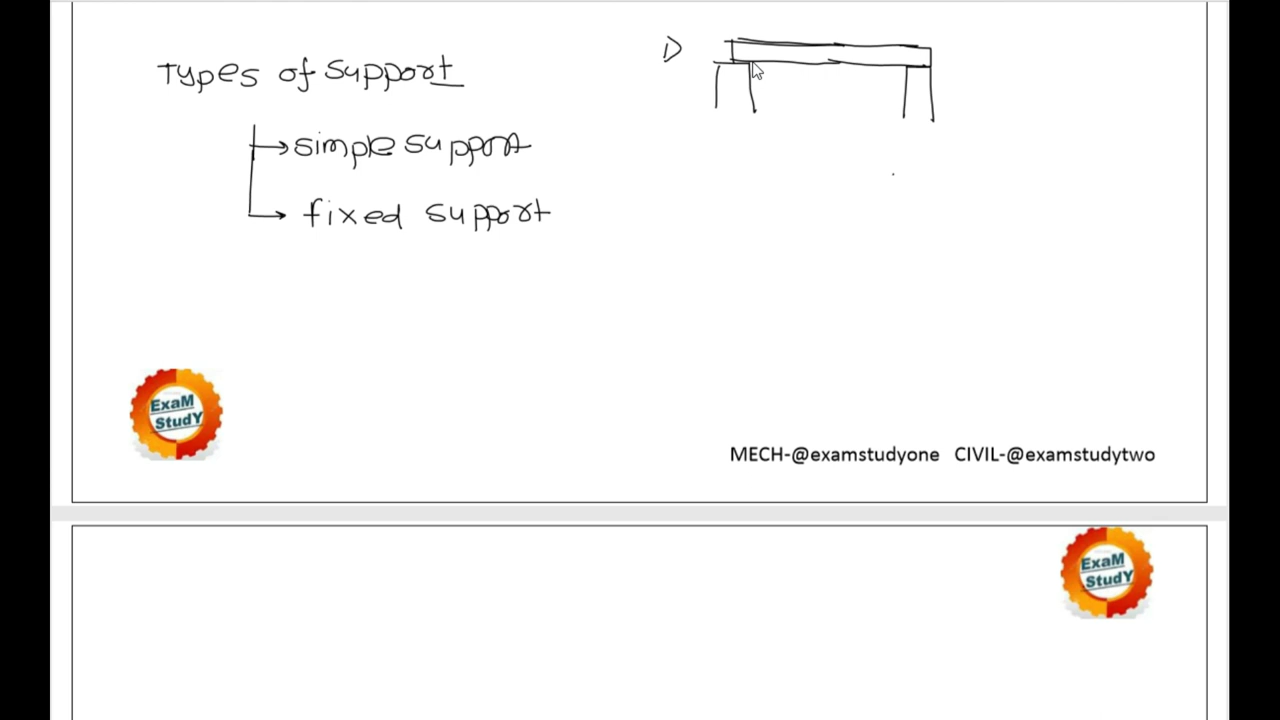 Types of support
simple support
fixed support
1)
ExaM
StudY
MECH-@examstudyone CIVIL-@examstudytwo
ExaM
StudY